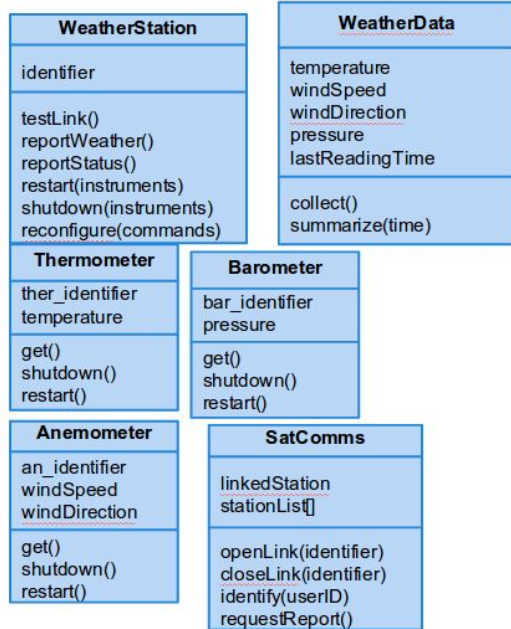 WeatherStation
identifier
testLink()
reportWeather()
reportStatus()
restart(instruments)
shutdown(instruments)
reconfigure(commands)
WeatherData
temperature
windSpeed
windDirection
pressure
lastReadingTime
collect()
summarize(time)
Thermometer
ther_identifier
temperature
get()
shutdown()
restart()
Barometer
bar_identifier
pressure
get()
shutdown()
restart()
Anemometer
an_identifier
windSpeed
windDirection
get()
shutdown()
restart()
SatComms
linkedStation
stationList[]
openLink(identifier)
closeLink(identifier)
identify(userID)
requestReport()